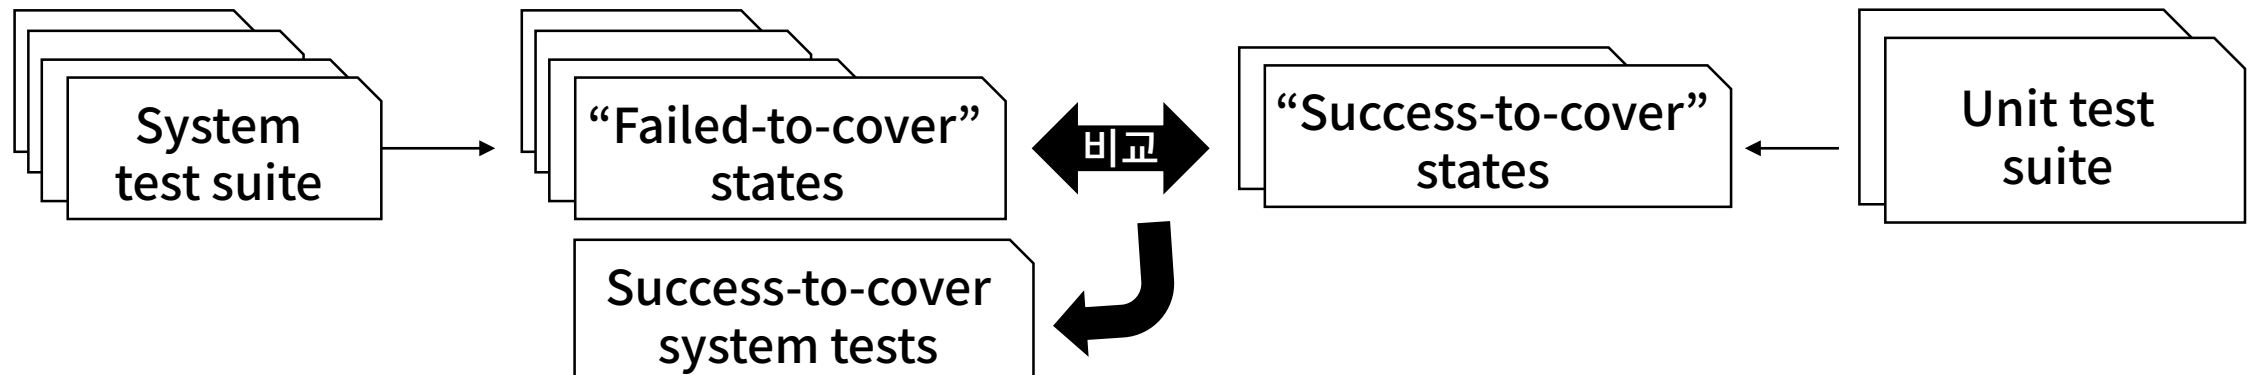 System
test suite
“Failed-to-cover”
states
비교
“Success-to-cover”
states
Unit test
suite
Success-to-cover
system tests